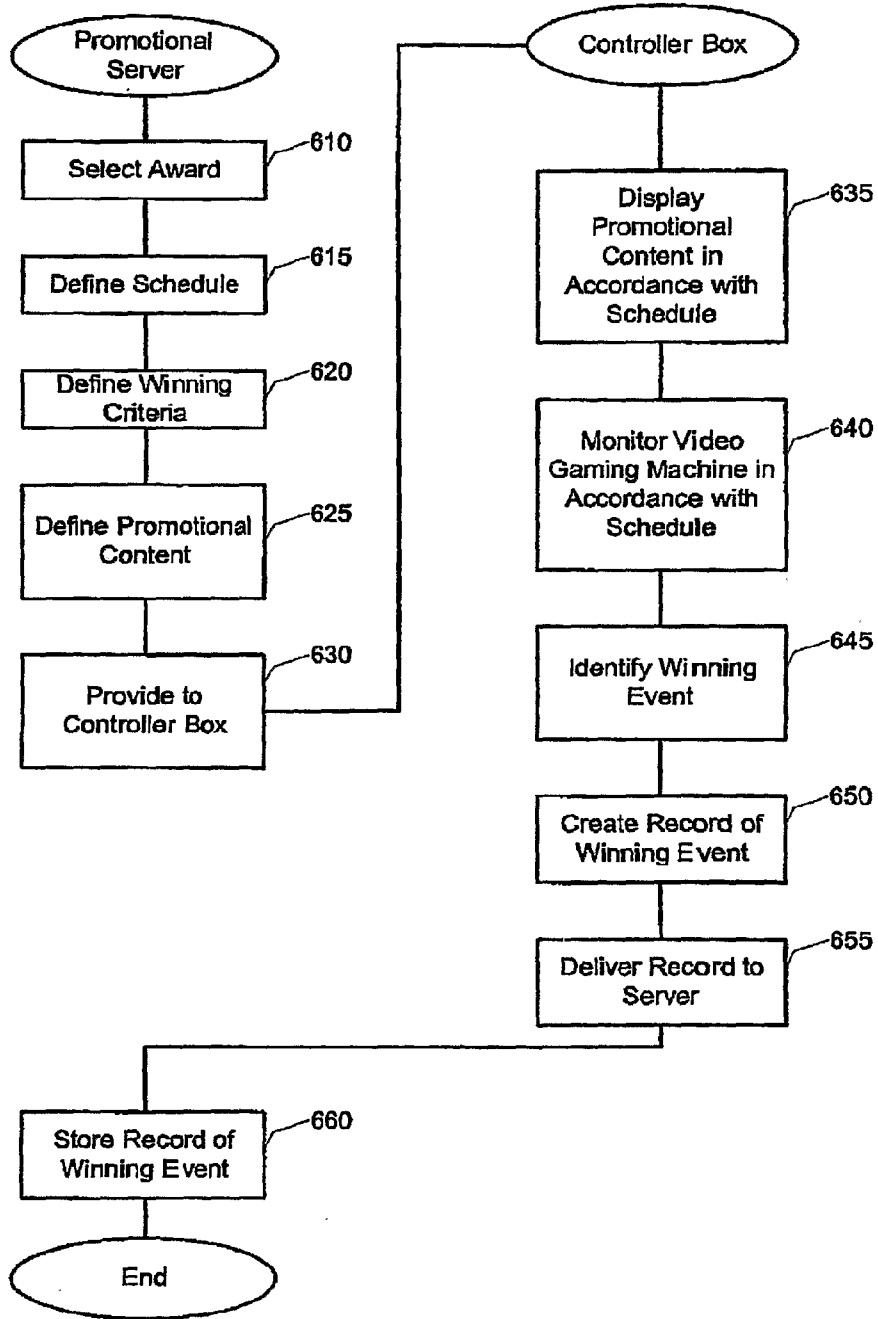 Promotional
Server
610
Select Award
615
Define Schedule
620
Define Winning
Criteria
625
Define Promotional
Content
630
Provide to
Controller Box
Controller Box
635
Display
Promotional
Content in
Accordance with
Schedule
640
Monitor Video
Gaming Machine in
Accordance with
Schedule
645
Identify Winning
Event
650
Create Record of
Winning Event
655
Deliver Record to
Server
660
Store Record of
Winning Event
End